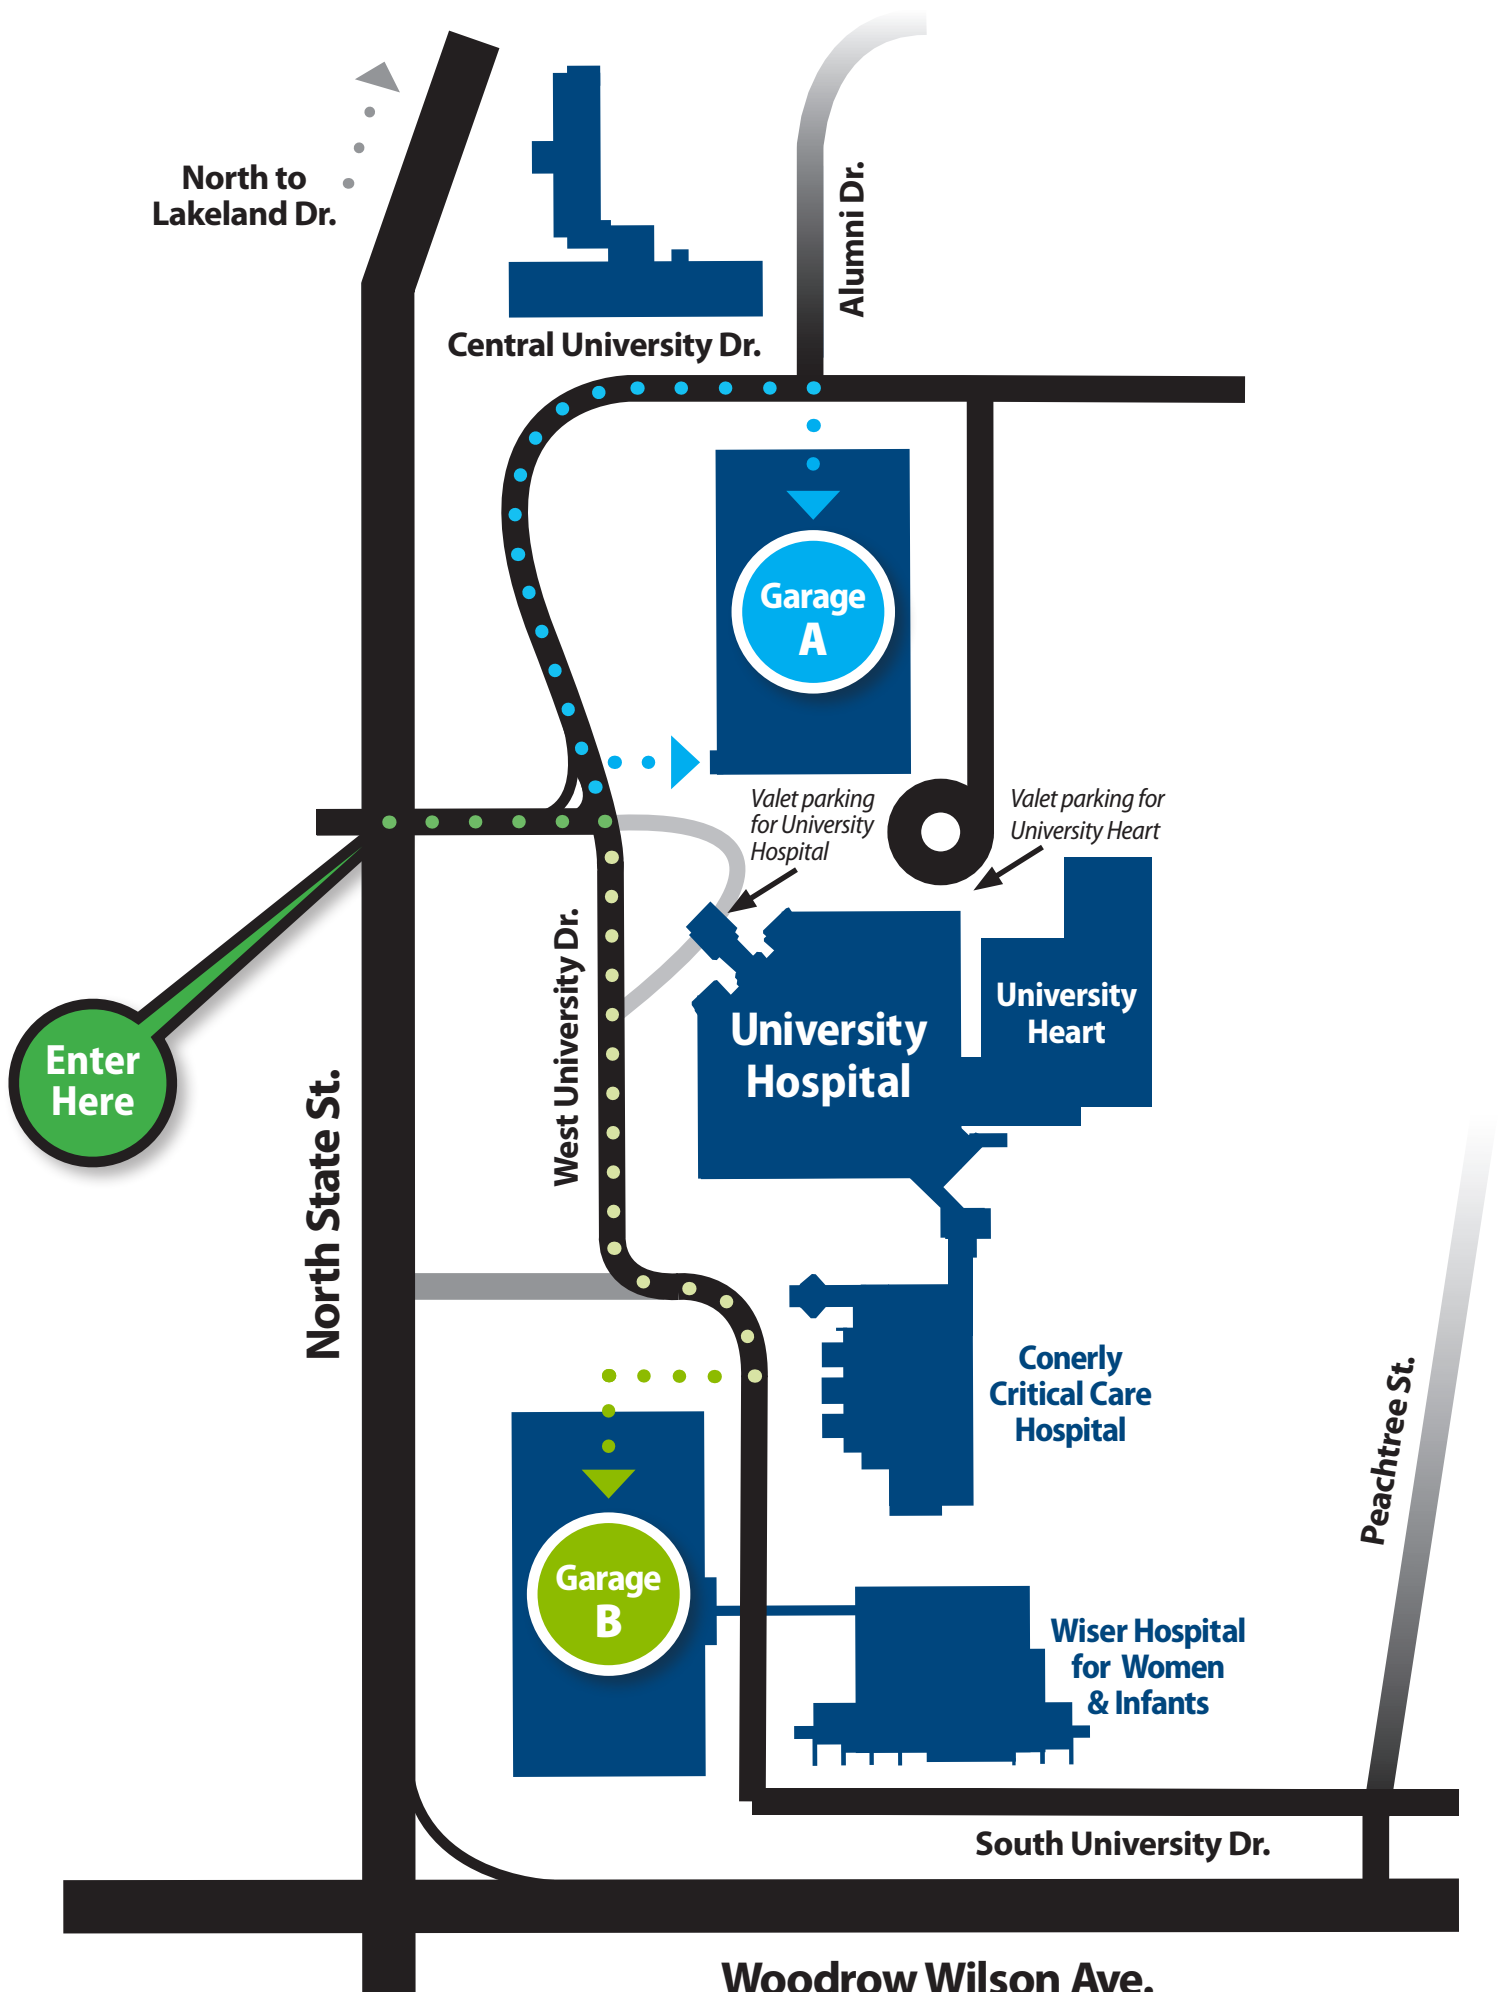 North to
Lakeland Dr.
Alumni Dr.
Central University Dr.
Garage
A
Valet parking
for University
Hospital
Valet parking for
University Heart
West University Dr.
University
Heart
University
Hospital
Enter
Here
North State St.
Conerly
Critical Care
Hospital
Peachtree St.
Garage
B
Wiser Hospital
for Women
& Infants
South University Dr.
Woodrow Wilson Ave.